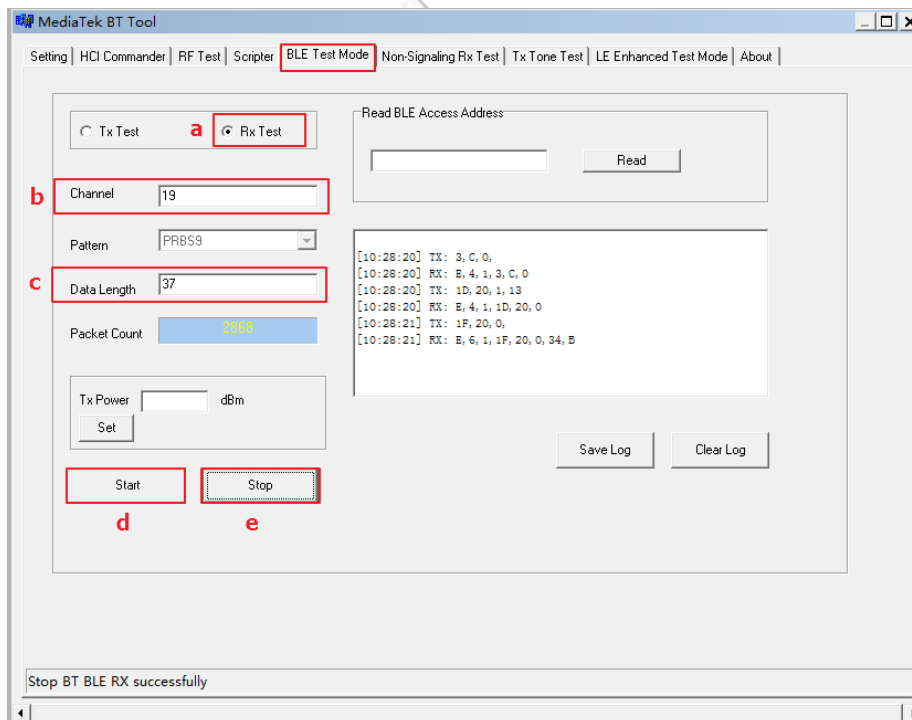 MediaTek BT Tool
Setting HCI Commander RF Test Scripter BLE Test Mode Non-Signaling Rx Test Tx Tone Test LE Enhanced Test Mode About
Tx Test a Rx Test
b Channel 19
Pattern PRBS9
c Data Length 37
Packet Count 2868
Tx Power dBm
Set
Start Stop
d e
Read BLE Access Address
Read
[10:28:20] TX: 3, C, 0,
[10:28:20] RX: E, 4, 1, 3, C, 0
[10:28:20] TX: 1D, 20, 1, 13
[10:28:20] RX: E, 4, 1, 1D, 20, 0
[10:28:21] TX: 1F, 20, 0,
[10:28:21] RX: E, 6, 1, 1F, 20, 0, 34, B
Save Log Clear Log
Stop BT BLE RX successfully